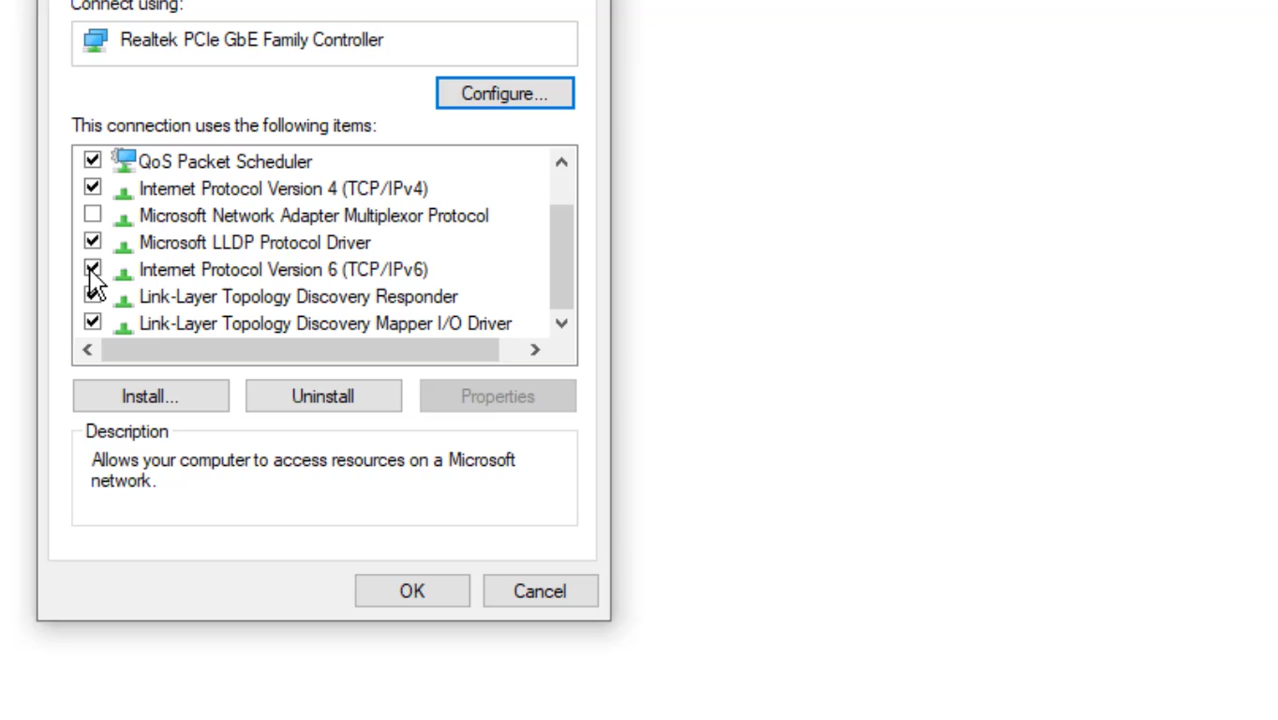 Connect using:
Realtek PCIe GbE Family Controller
Configure...
This connection uses the following items:
QoS Packet Scheduler
Internet Protocol Version 4 (TCP/IPv4)
Microsoft Network Adapter Multiplexor Protocol
Microsoft LLDP Protocol Driver
Internet Protocol Version 6 (TCP/IPv6)
Link-Layer Topology Discovery Responder
Link-Layer Topology Discovery Mapper I/O Driver
Install...
Uninstall
Properties
Description
Allows your computer to access resources on a Microsoft
network.
OK
Cancel